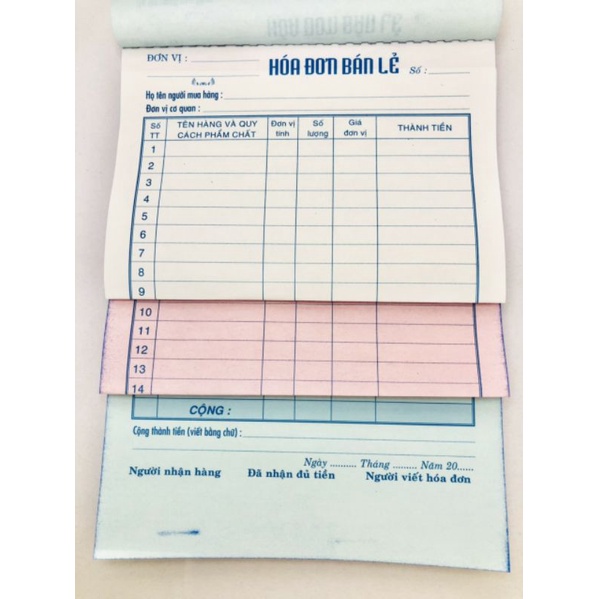 ĐƠN VỊ :
HÓA ĐƠN BÁN LẺ Số :
Họ tên người mua hàng :
Đơn vị cơ quan :
Số TT TÊN HÀNG VÀ QUY CÁCH PHẨM CHẤT Đơn vị tính Số lượng Giá đơn vị THÀNH TIỀN
1
2
3
4
5
6
7
8
9
10
11
12
13
14
CỘNG :
Cộng thành tiền (viết bằng chữ) :
Ngày .......... Tháng ......... Năm 20......
Người nhận hàng Đã nhận đủ tiền Người viết hóa đơn